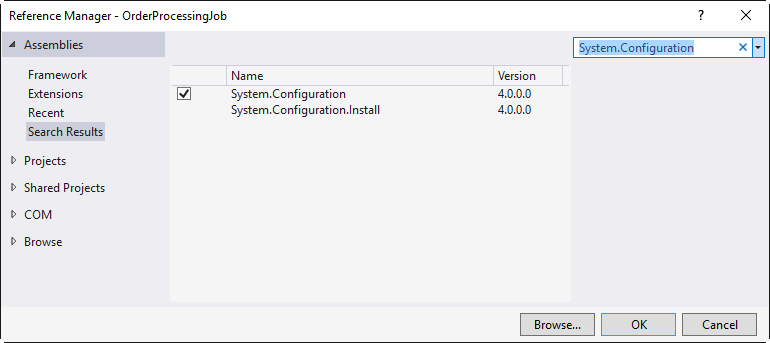 Reference Manager - OrderProcessingJob
? 
Assemblies
System.Configuration
Framework
Extensions
Recent
Search Results
Projects
Shared Projects
COM
Browse
Name Version
System.Configuration 4.0.0.0
System.Configuration.Install 4.0.0.0
Browse... OK Cancel